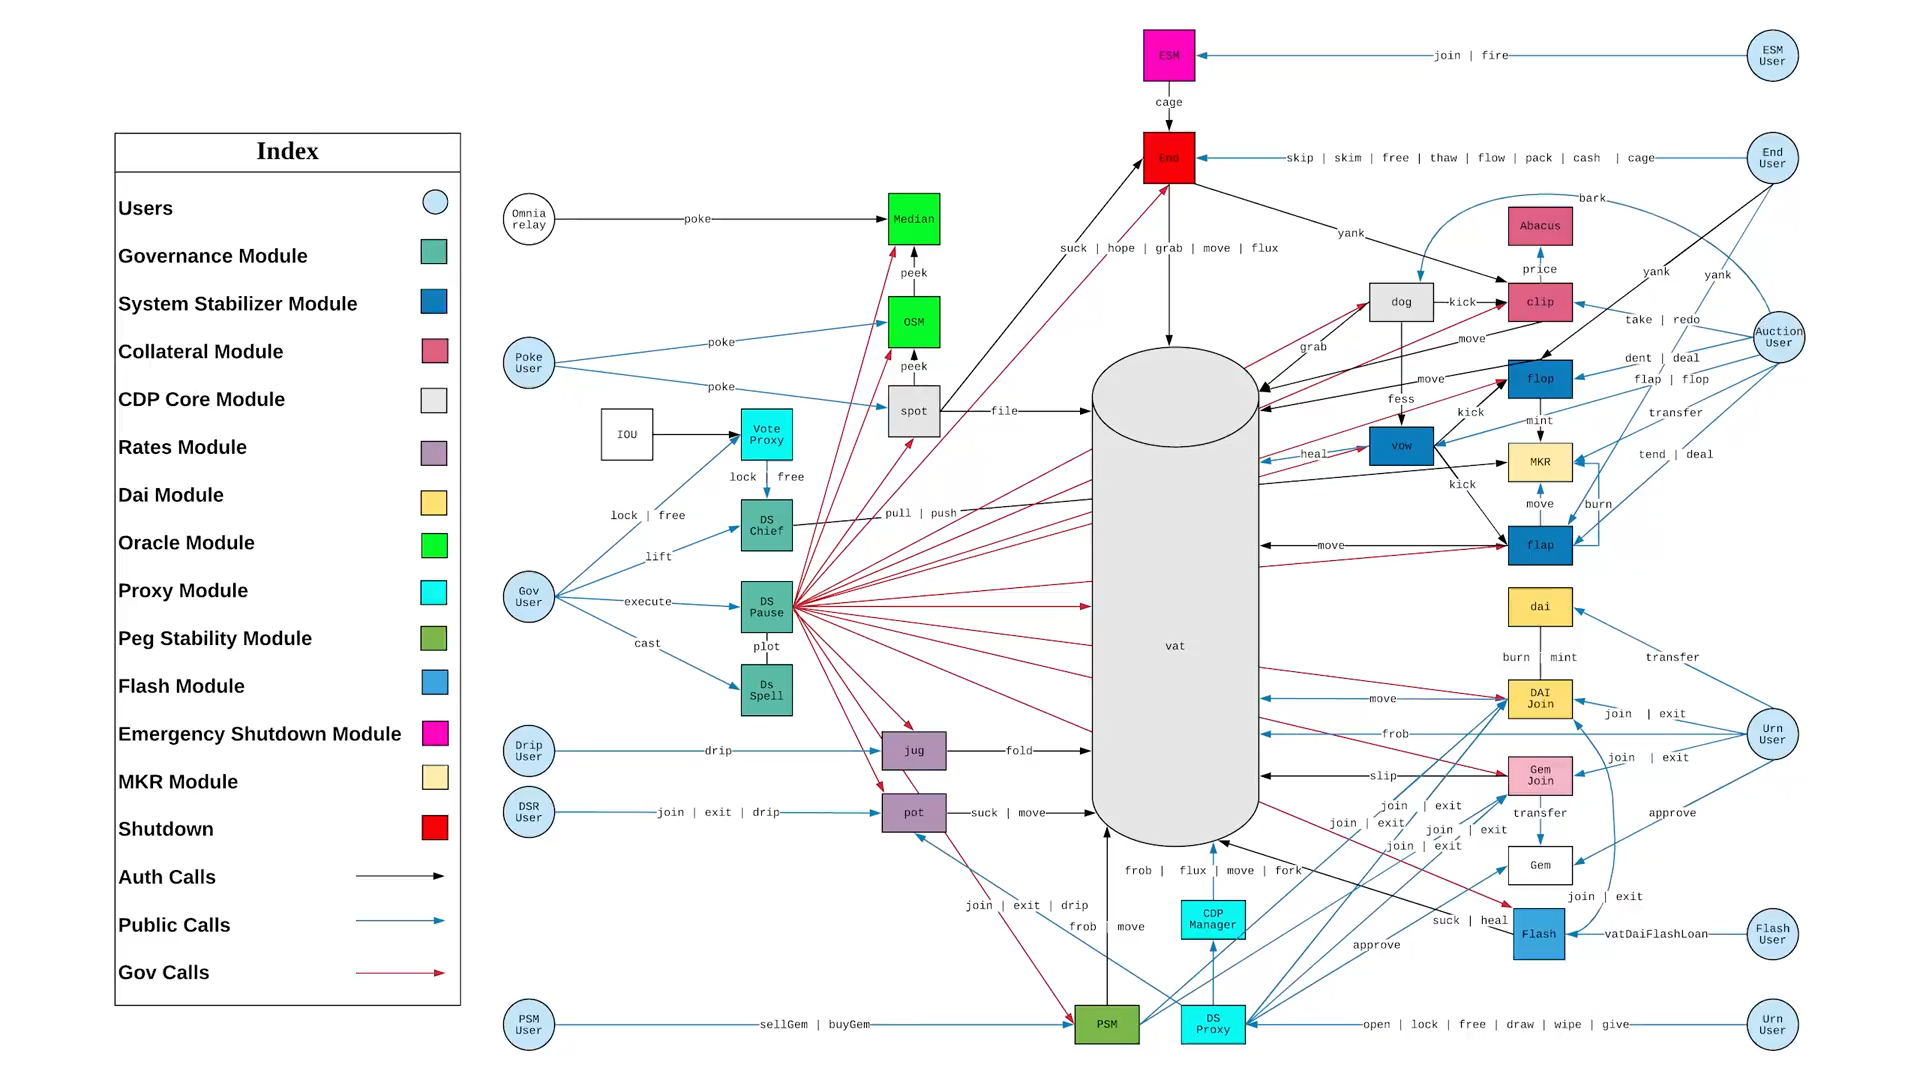 Index
Users
Governance Module
System Stabilizer Module
Collateral Module
CDP Core Module
Rates Module
Dai Module
Oracle Module
Proxy Module
Peg Stability Module
Flash Module
Emergency Shutdown Module
MKR Module
Shutdown
Auth Calls
Public Calls
Gov Calls
ESM
join | fire
ESM
User
cage
End
skip | skim | free | thaw | flow | pack | cash | cage
End
User
Omnia
relay
poke
Median
suck | hope | grab | move | flux
yank
bark
Abacus
price
yank
yank
peek
OSM
poke
Poke
User
poke
peek
spot
file
dog
kick
clip
take | redo
Auction
User
grab
move
dent | deal
move
flop
flap | flop
fess
kick
mint
transfer
IOU
Vote
Proxy
lock | free
heal
vow
MKR
tend | deal
kick
move
burn
lock | free
DS
Chief
pull | push
lift
move
flap
Gov
User
execute
DS
Pause
dai
cast
plot
vat
burn | mint
transfer
Ds
Spell
move
DAI
Join
join | exit
Drip
User
drip
jug
fold
frob
Urn
User
join | exit
slip
Gem
Join
DSR
User
join | exit | drip
pot
suck | move
join | exit
join | exit
transfer
approve
join | exit
join | exit
Gem
frob | flux | move | fork
join | exit
join | exit | drip
frob | move
CDP
Manager
suck | heal
approve
Flash
vatDaiFlashLoan
Flash
User
PSM
User
sellGem | buyGem
PSM
DS
Proxy
open | lock | free | draw | wipe | give
Urn
User